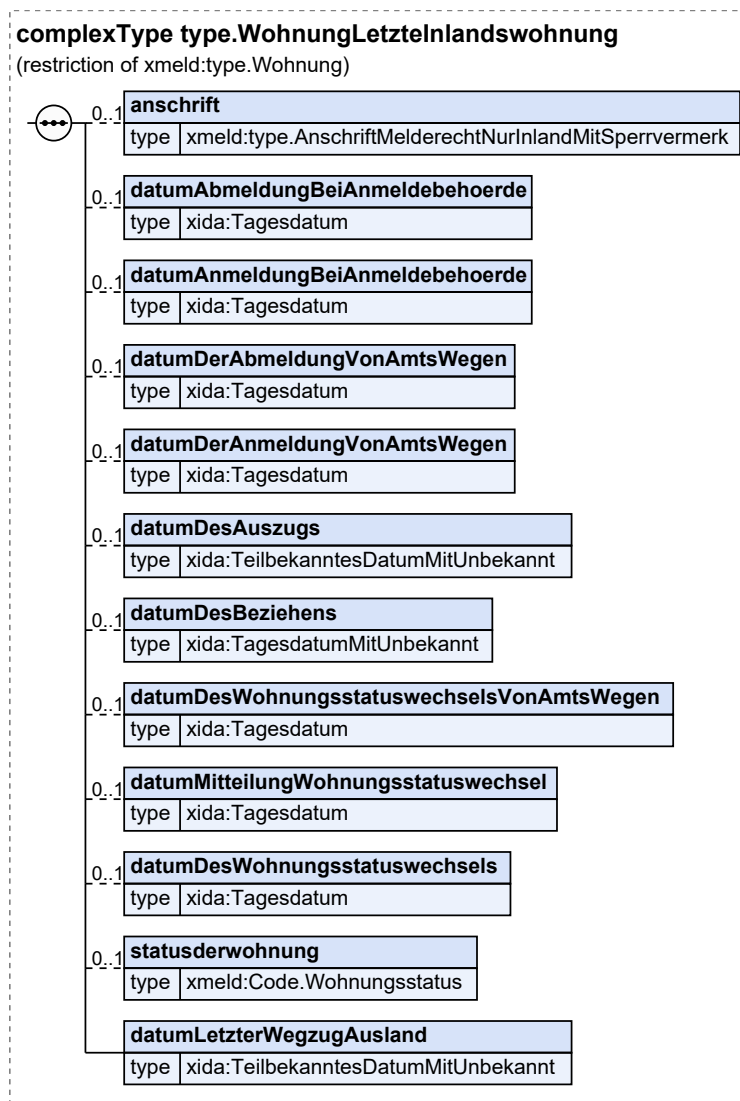 complexType type.WohnungLetzteInlandswohnung
(restriction of xmeld:type.Wohnung)
0..1 anschrift
type xmeld:type.AnschriftMelderechtNurInlandMitSperrvermerk
0..1 datumAbmeldungBeiAnmeldebehoerde
type xida:Tagesdatum
0..1 datumAnmeldungBeiAnmeldebehoerde
type xida:Tagesdatum
0..1 datumDerAbmeldungVonAmtsWegen
type xida:Tagesdatum
0..1 datumDerAnmeldungVonAmtsWegen
type xida:Tagesdatum
0..1 datumDesAuszugs
type xida:TeilbekanntesDatumMitUnbekannt
0..1 datumDesBeziehens
type xida:TagesdatumMitUnbekannt
0..1 datumDesWohnungsstatuswechselsVonAmtsWegen
type xida:Tagesdatum
0..1 datumMitteilungWohnungsstatuswechsel
type xida:Tagesdatum
0..1 datumDesWohnungsstatuswechsels
type xida:Tagesdatum
0..1 statusderwohnung
type xmeld:Code.Wohnungsstatus
datumLetzterWegzugAusland
type xida:TeilbekanntesDatumMitUnbekannt